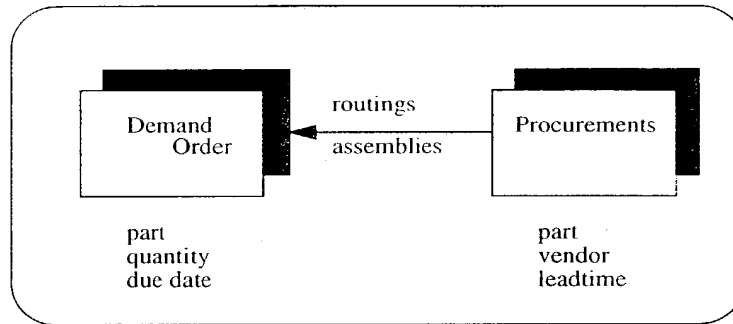 Demand
Order
routings
assemblies
Procurements
part
quantity
due date
part
vendor
leadtime